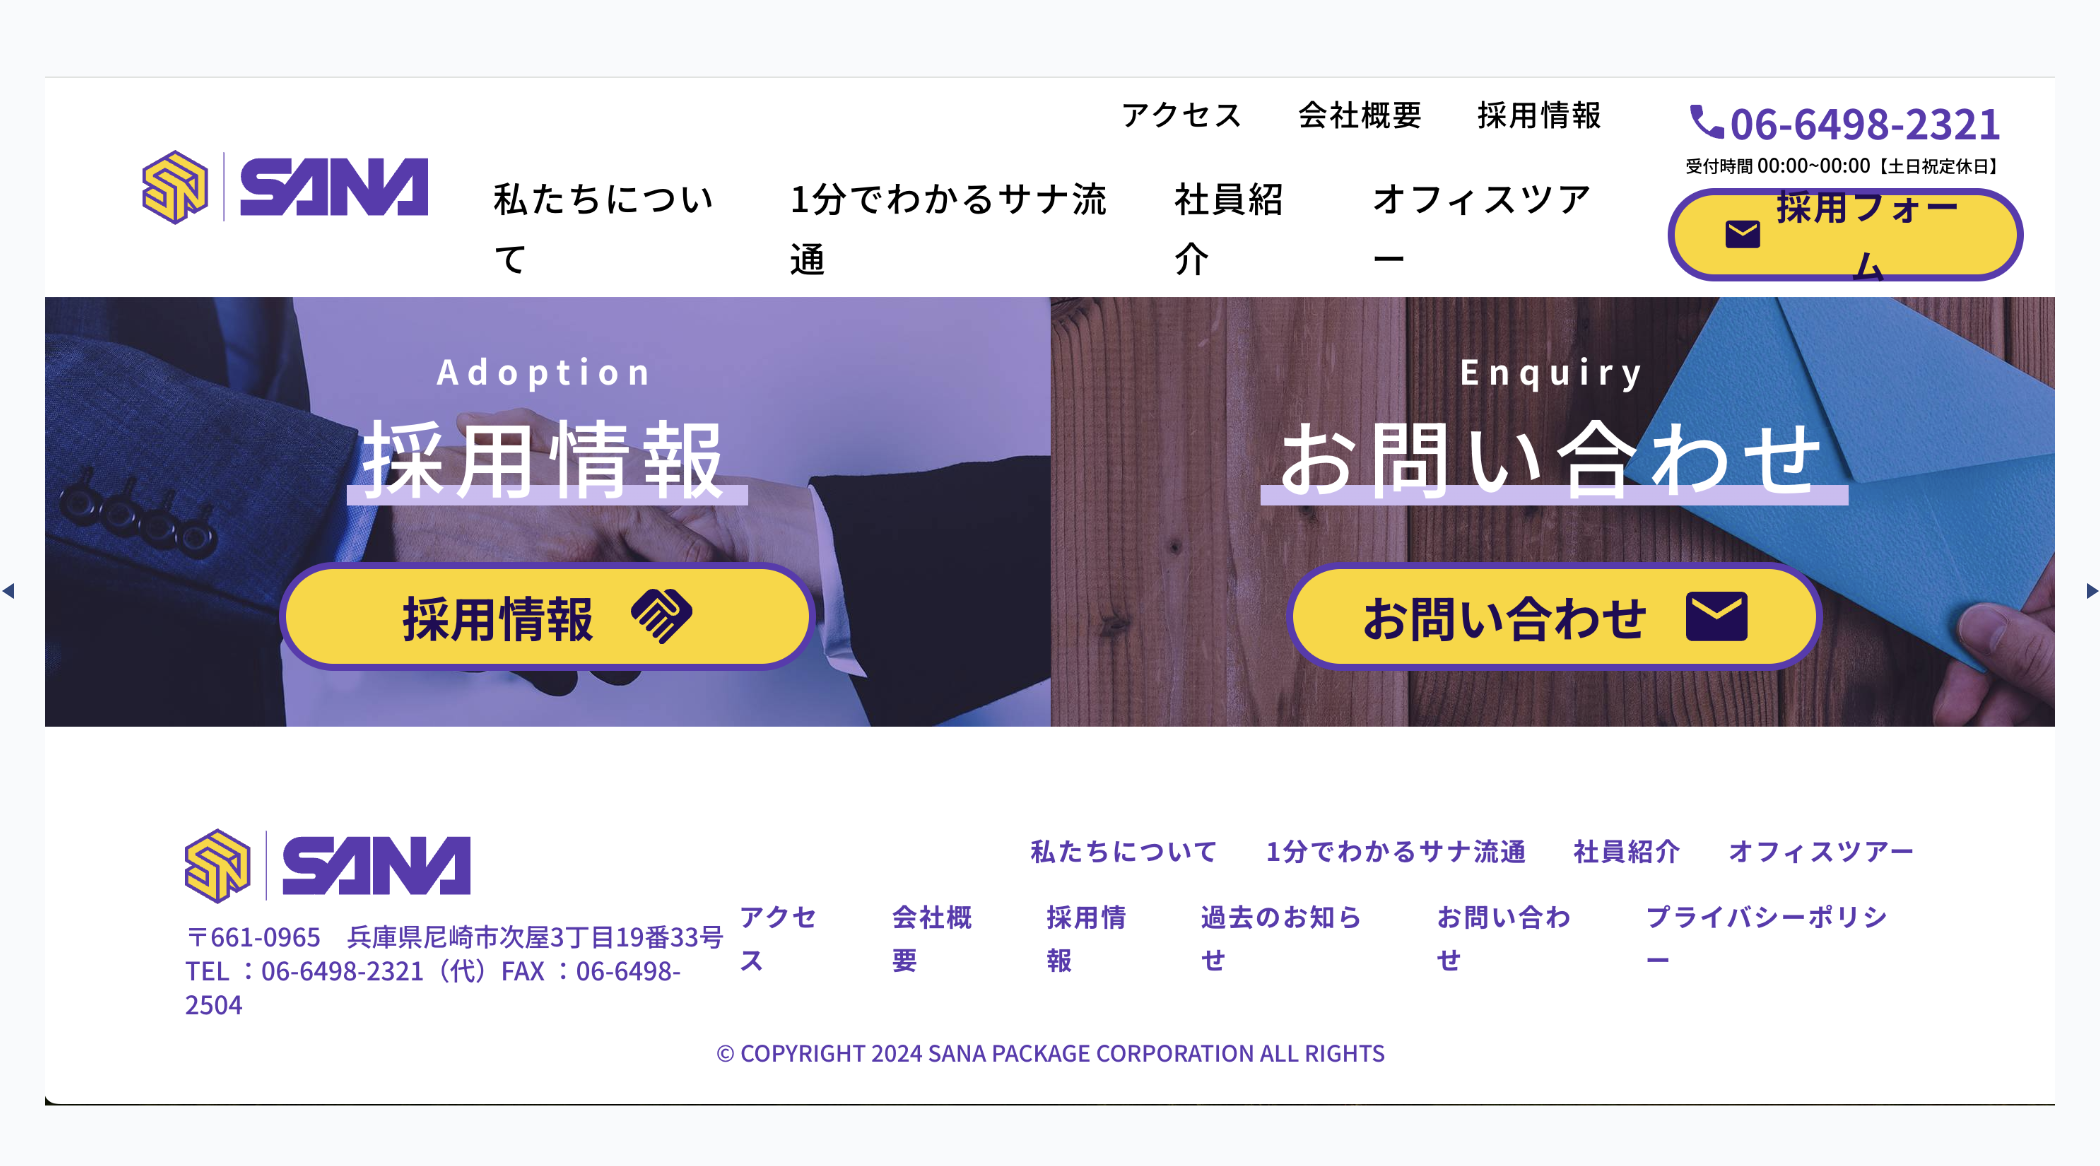 アクセス 会社概要 採用情報
06-6498-2321
受付時間 00:00~00:00【土日祝定休日】
SANA
私たちについて
1分でわかるサナ流通
社員紹介
オフィスツアー
採用フォーム
Adoption
採用情報
採用情報
Enquiry
お問い合わせ
お問い合わせ
SANA
〒661-0965　兵庫県尼崎市次屋3丁目19番33号
TEL ：06-6498-2321（代）FAX ：06-6498-
2504
私たちについて 1分でわかるサナ流通 社員紹介 オフィスツアー
アクセス
会社概要
採用情報
過去のお知らせ
お問い合わせ
プライバシーポリシー
© COPYRIGHT 2024 SANA PACKAGE CORPORATION ALL RIGHTS